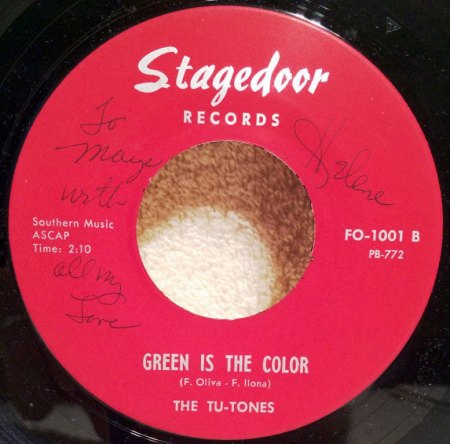 Stagedoor
RECORDS
To
Marge
with
all my
Love
Helene
Southern Music
ASCAP
Time: 2:10
FO-1001 B
PB-772
GREEN IS THE COLOR
(F. Oliva - F. Ilona)
THE TU-TONES